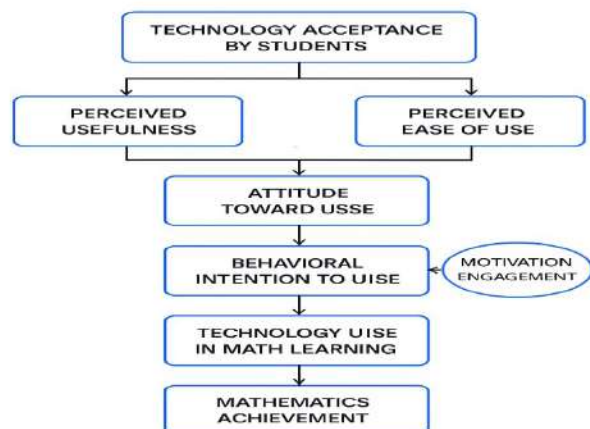 TECHNOLOGY ACCEPTANCE
BY STUDENTS
PERCEIVED
USEFULNESS
PERCEIVED
EASE OF USE
ATTITUDE
TOWARD USSE
BEHAVIORAL
INTENTION TO UISE
MOTIVATION
ENGAGEMENT
TECHNOLOGY UISE
IN MATH LEARNING
MATHEMATICS
ACHIEVEMENT